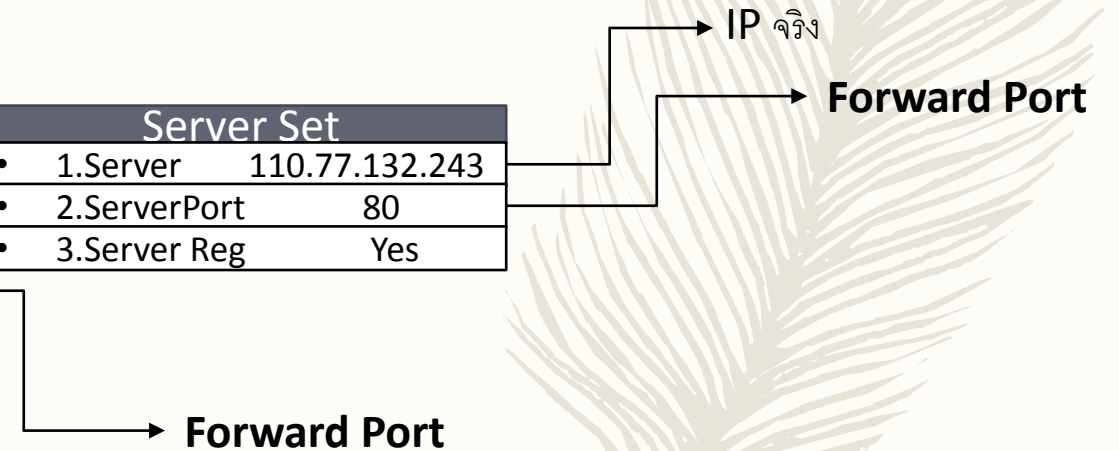 IP จริง
Forward Port
Server Set
• 1.Server 110.77.132.243
• 2.ServerPort 80
• 3.Server Reg Yes
Forward Port